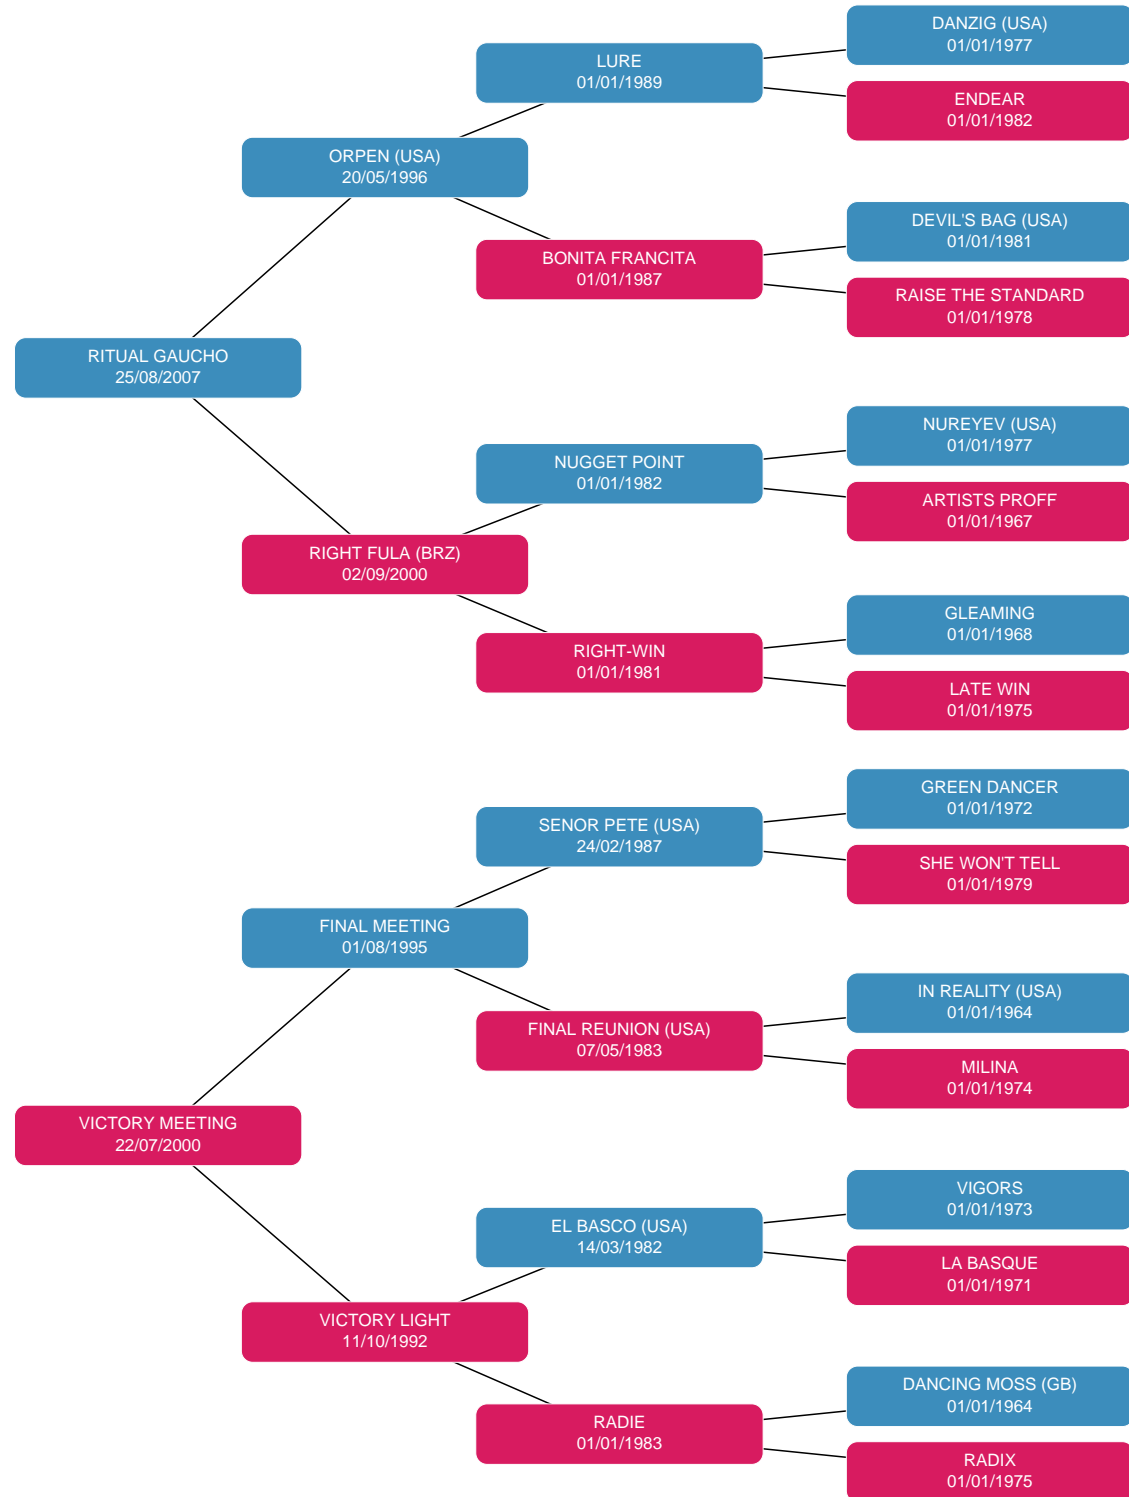 DANZIG (USA)
01/01/1977
LURE
01/01/1989
ENDEAR
01/01/1982
ORPEN (USA)
20/05/1996
DEVIL'S BAG (USA)
01/01/1981
BONITA FRANCITA
01/01/1987
RAISE THE STANDARD
01/01/1978
RITUAL GAUCHO
25/08/2007
NUREYEV (USA)
01/01/1977
NUGGET POINT
01/01/1982
ARTISTS PROFF
01/01/1967
RIGHT FULA (BRZ)
02/09/2000
GLEAMING
01/01/1968
RIGHT-WIN
01/01/1981
LATE WIN
01/01/1975
GREEN DANCER
01/01/1972
SENOR PETE (USA)
24/02/1987
SHE WON'T TELL
01/01/1979
FINAL MEETING
01/08/1995
IN REALITY (USA)
01/01/1964
FINAL REUNION (USA)
07/05/1983
MILINA
01/01/1974
VICTORY MEETING
22/07/2000
VIGORS
01/01/1973
EL BASCO (USA)
14/03/1982
LA BASQUE
01/01/1971
VICTORY LIGHT
11/10/1992
DANCING MOSS (GB)
01/01/1964
RADIE
01/01/1983
RADIX
01/01/1975